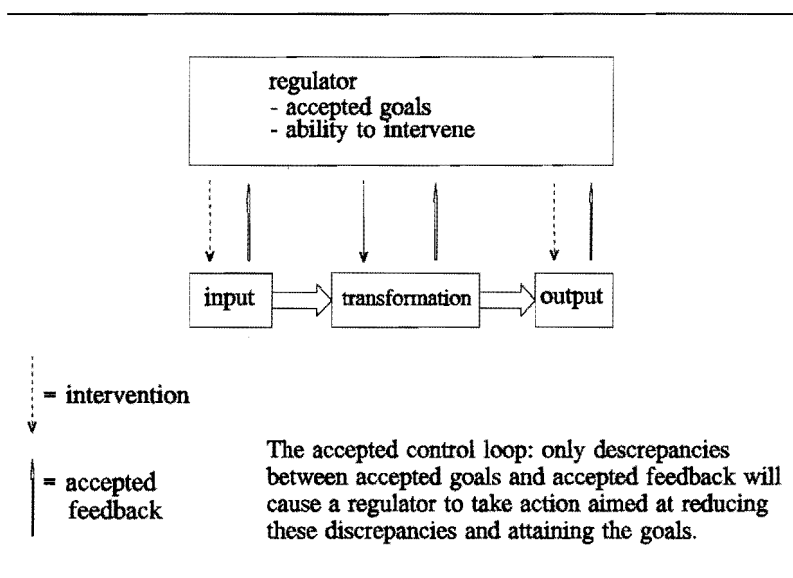 regulator
- accepted goals
- ability to intervene
input
transformation
output
= intervention
= accepted
feedback
The accepted control loop: only descrepancies
between accepted goals and accepted feedback will
cause a regulator to take action aimed at reducing
these discrepancies and attaining the goals.